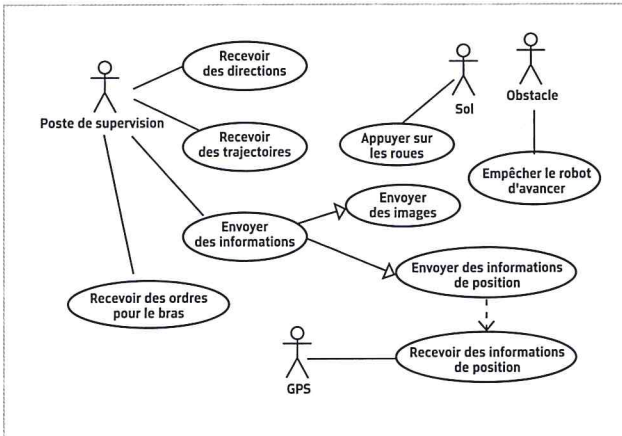 Recevoir
des directions
Poste de supervision
Sol
Obstacle
Recevoir
des trajectoires
Appuyer sur
les roues
Empêcher le robot
d'avancer
Envoyer
des images
Envoyer
des informations
Envoyer des informations
de position
Recevoir des ordres
pour le bras
Recevoir des informations
de position
GPS